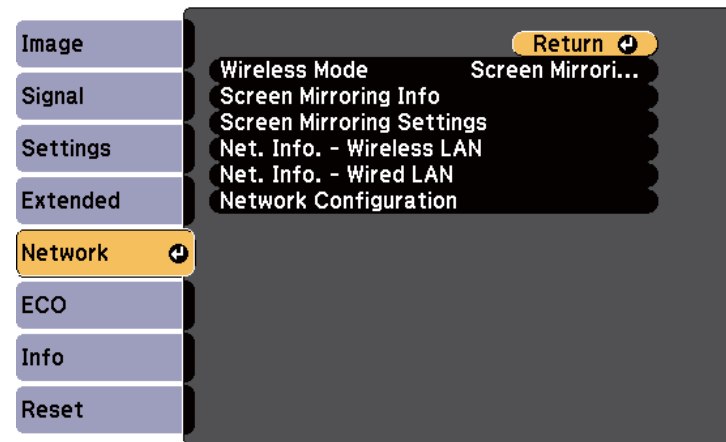 Image
Signal
Settings
Extended
Network
ECO
Info
Reset
Return
Wireless Mode Screen Mirrori...
Screen Mirroring Info
Screen Mirroring Settings
Net. Info. - Wireless LAN
Net. Info. - Wired LAN
Network Configuration